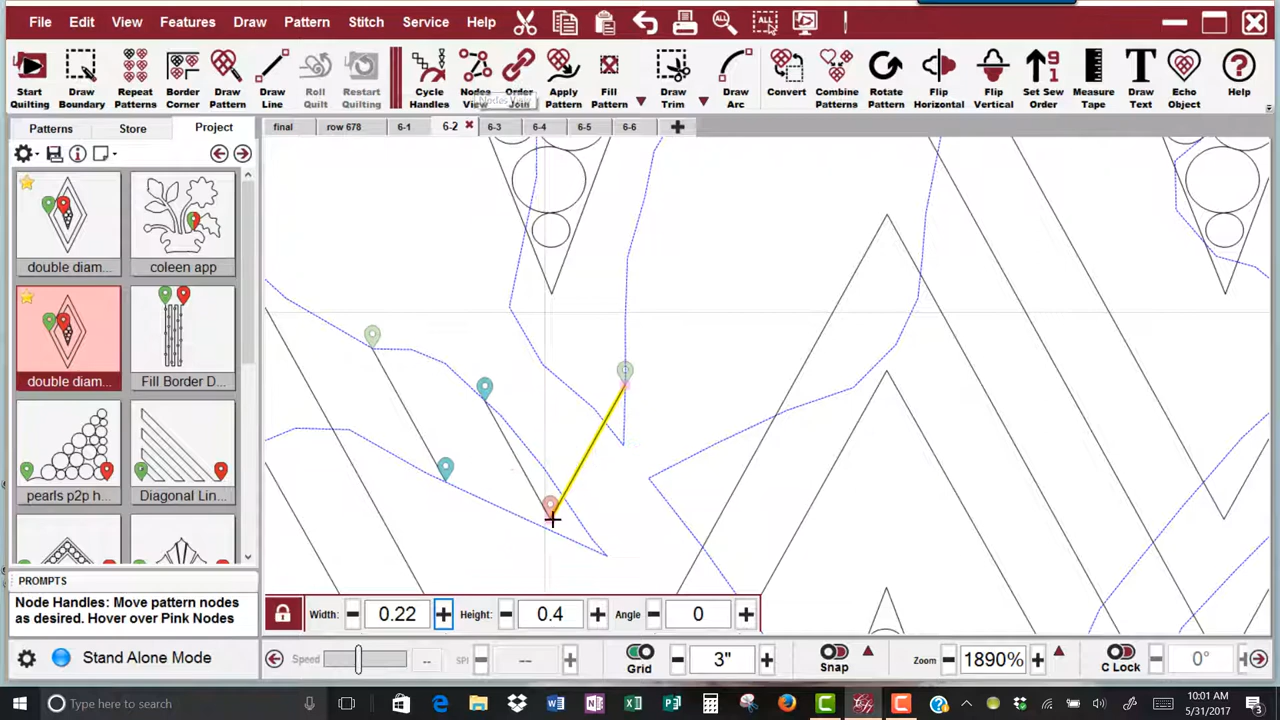 File Edit View Features Draw Pattern Stitch Service Help
ALL ALL
Start Quilting Draw Boundary Repeat Patterns Border Corner Draw Pattern Draw Line Roll Quilt Restart Quilting Cycle Handles Nodes View Order Join Apply Pattern Fill Pattern Draw Trim Draw Arc Convert Combine Patterns Rotate Pattern Flip Horizontal Flip Vertical Set Sew Order Measure Tape Draw Text Echo Object Help
Nodes View
Patterns Store Project
final row 678 6-1 6-2 6-3 6-4 6-5 6-6
double diam... coleen app
double diam... Fill Border D...
pearls p2p h... Diagonal Lin...
PROMPTS
Node Handles: Move pattern nodes
as desired. Hover over Pink Nodes
Width: 0.22 Height: 0.4 Angle 0
Stand Alone Mode
Speed -- SPI -- Grid 3" Snap Zoom 1890% C Lock 0°
Type here to search
10:01 AM
5/31/2017
3